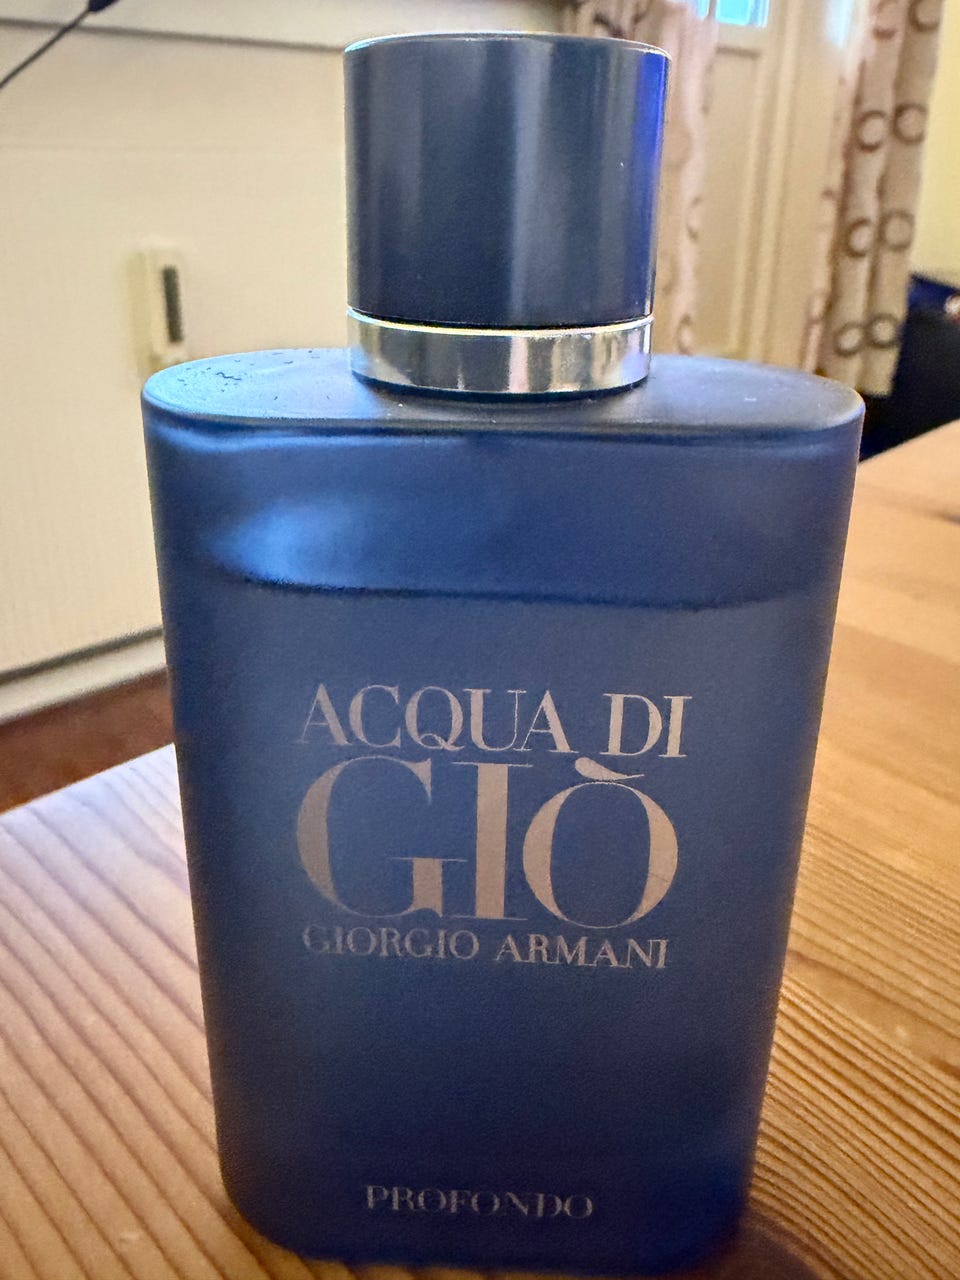 ACQUA DI
GIÒ
GIORGIO ARMANI
PROFONDO